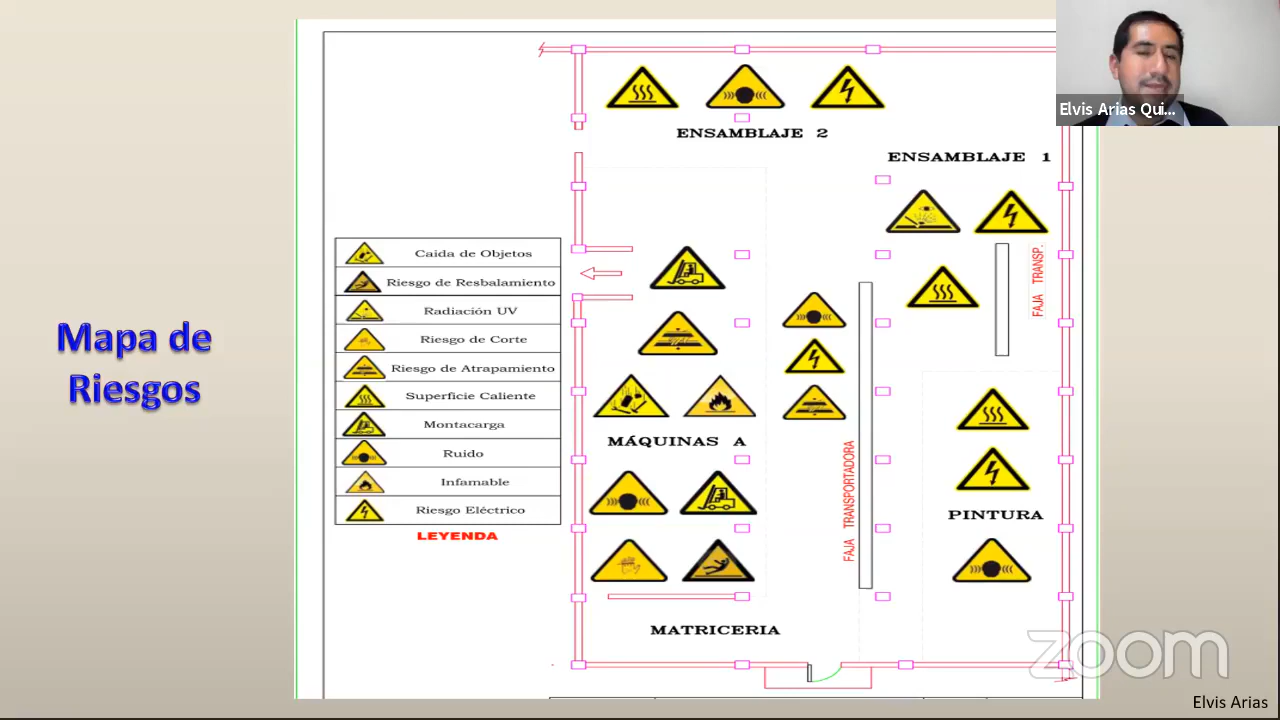 Elvis Arias Qui...
ENSAMBLAJE 2
ENSAMBLAJE 1
FAJA TRANSP.
Caida de Objetos
Riesgo de Resbalamiento
Radiación UV
Riesgo de Corte
Riesgo de Atrapamiento
Superficie Caliente
Montacarga
Ruido
Infamable
Riesgo Eléctrico
LEYENDA
Mapa de
Riesgos
MÁQUINAS A
FAJA TRANSPORTADORA
PINTURA
MATRICERIA
zoom
Elvis Arias